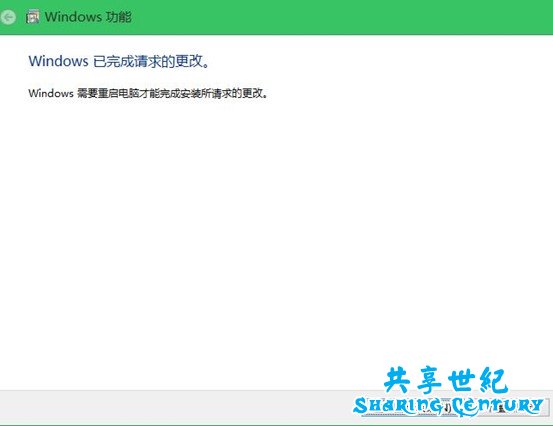 Windows 功能
Windows 已完成请求的更改。
Windows 需要重启电脑才能完成安装所请求的更改。
共享世纪
Sharing Century